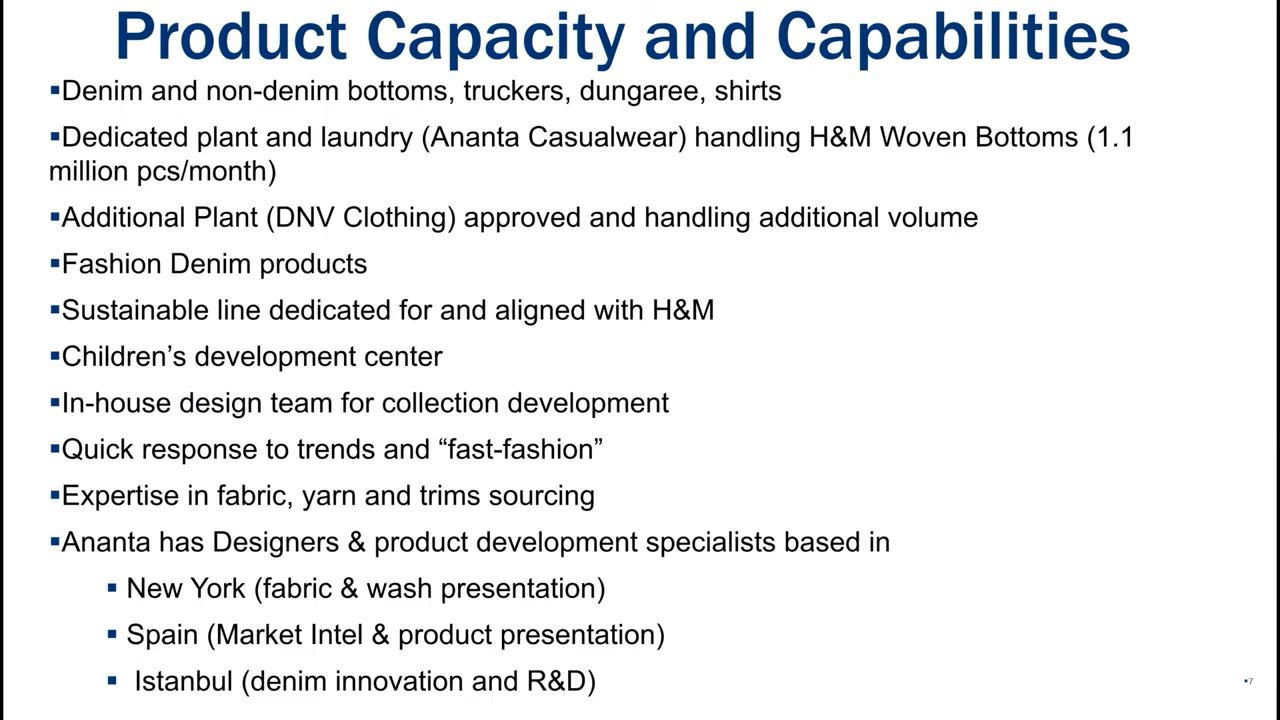 Product Capacity and Capabilities
▪Denim and non-denim bottoms, truckers, dungaree, shirts
▪Dedicated plant and laundry (Ananta Casualwear) handling H&M Woven Bottoms (1.1
million pcs/month)
▪Additional Plant (DNV Clothing) approved and handling additional volume
▪Fashion Denim products
▪Sustainable line dedicated for and aligned with H&M
▪Children’s development center
▪In-house design team for collection development
▪Quick response to trends and “fast-fashion”
▪Expertise in fabric, yarn and trims sourcing
▪Ananta has Designers & product development specialists based in
▪ New York (fabric & wash presentation)
▪ Spain (Market Intel & product presentation)
▪ Istanbul (denim innovation and R&D)
▪7